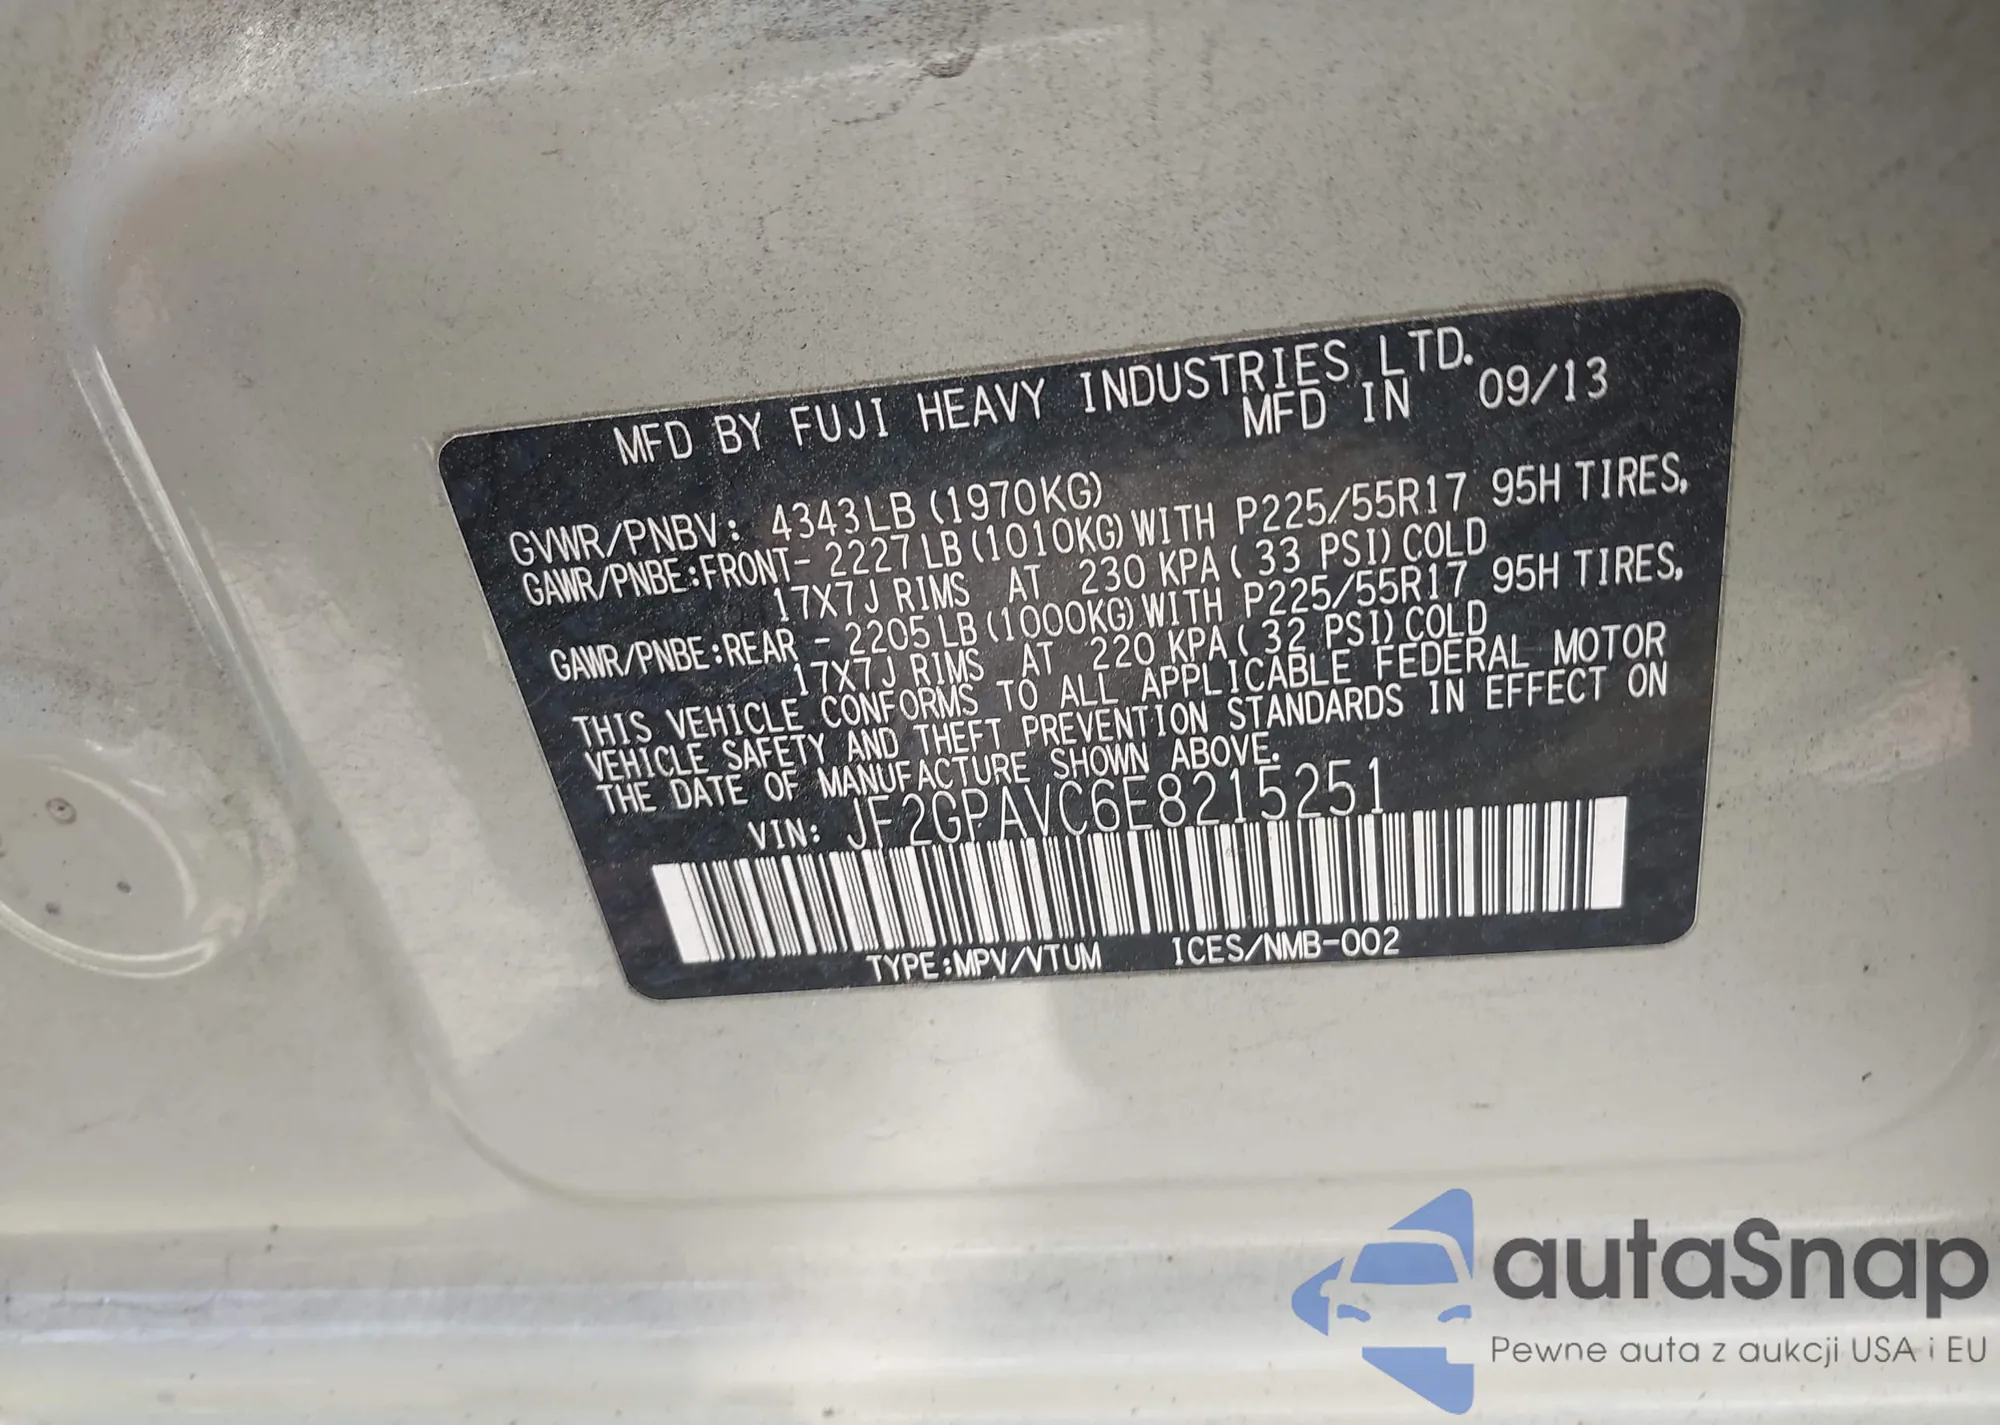 MFD BY FUJI HEAVY INDUSTRIES LTD.
MFD IN 09/13
GVWR/PNBV: 4343LB (1970KG)
GAWR/PNBE:FRONT- 2227LB (1010KG) WITH P225/55R17 95H TIRES,
17X7J RIMS AT 230 KPA ( 33 PSI) COLD
GAWR/PNBE:REAR - 2205LB (1000KG) WITH P225/55R17 95H TIRES,
17X7J RIMS AT 220 KPA ( 32 PSI) COLD
THIS VEHICLE CONFORMS TO ALL APPLICABLE FEDERAL MOTOR
VEHICLE SAFETY AND THEFT PREVENTION STANDARDS IN EFFECT ON
THE DATE OF MANUFACTURE SHOWN ABOVE.
VIN: JF2GPAVC6E8215251
TYPE:MPV/VTUM ICES/NMB-002
autaSnap
Pewne auta z aukcji USA i EU